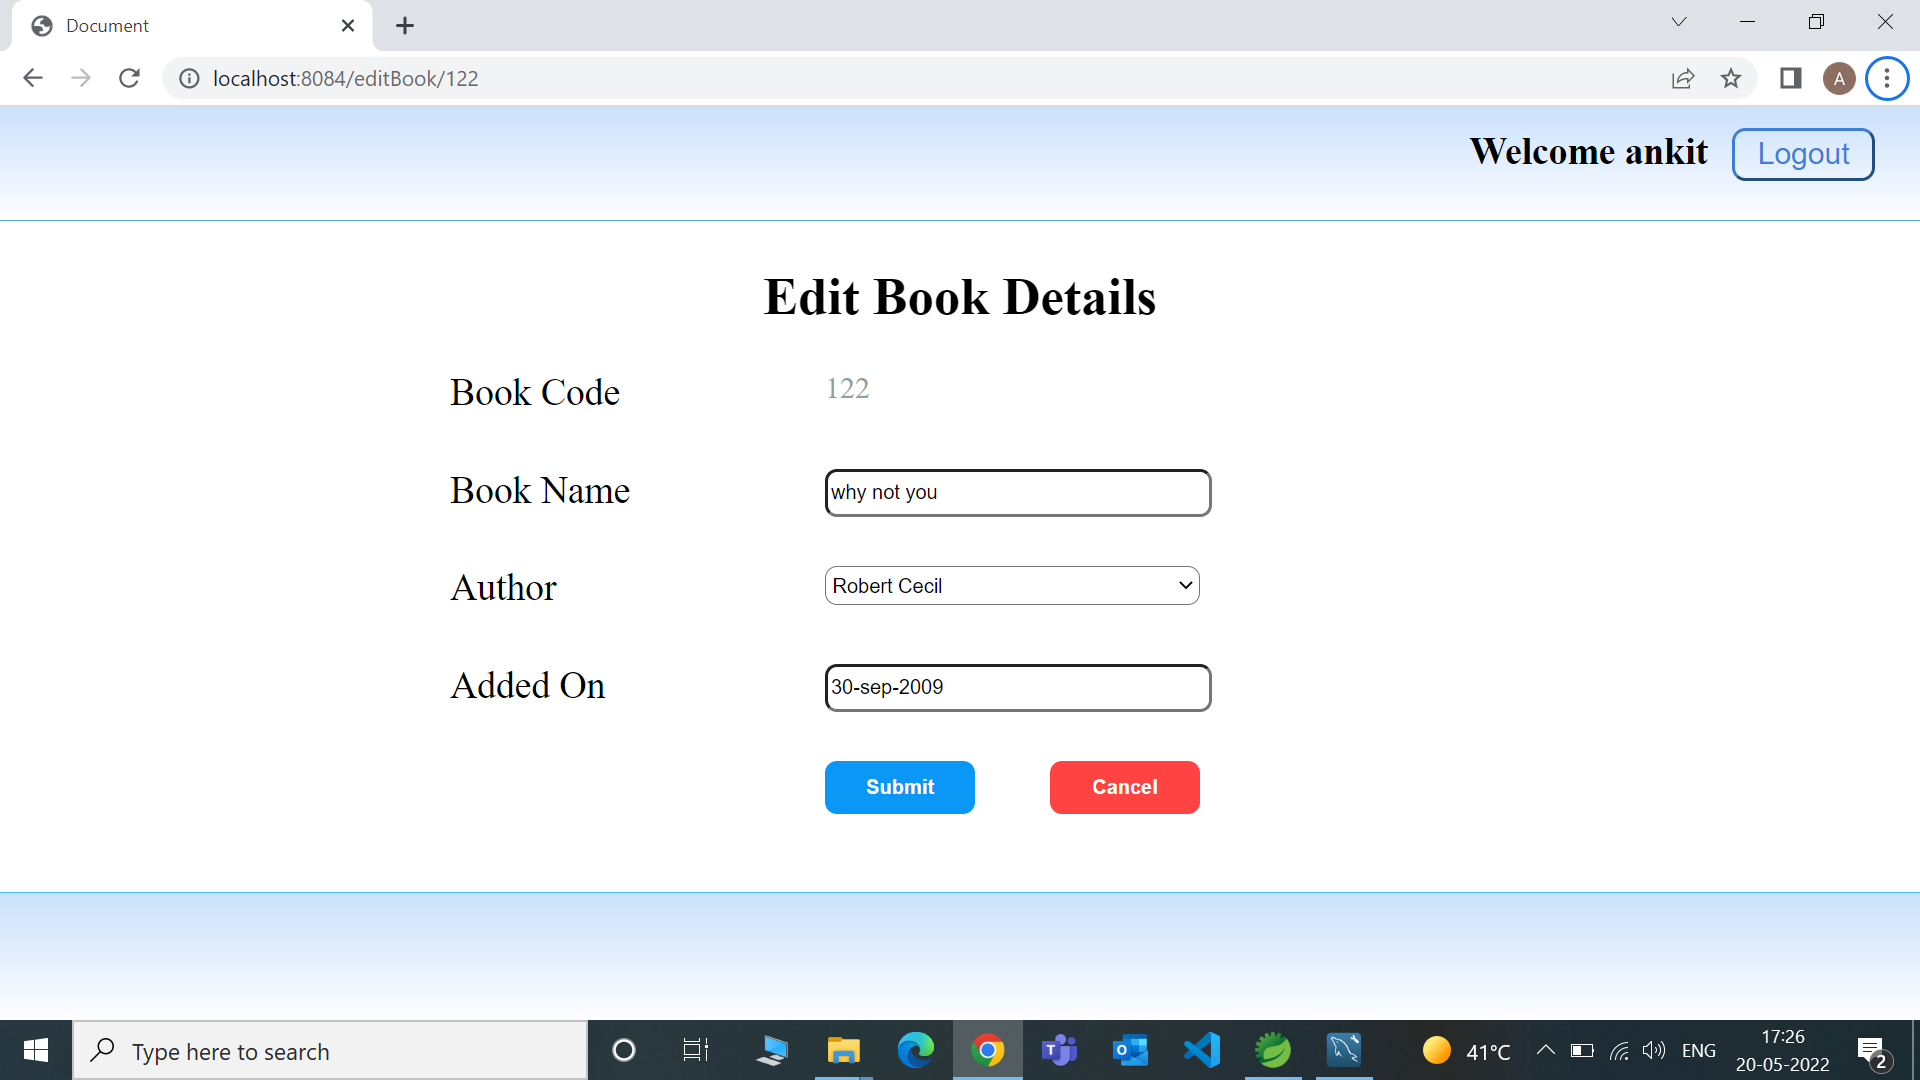 Document
localhost:8084/editBook/122
A
Welcome ankit Logout
Edit Book Details
Book Code 122
Book Name why not you
Author Robert Cecil
Added On 30-sep-2009
Submit Cancel
Type here to search
41°C ENG 17:26
20-05-2022
2